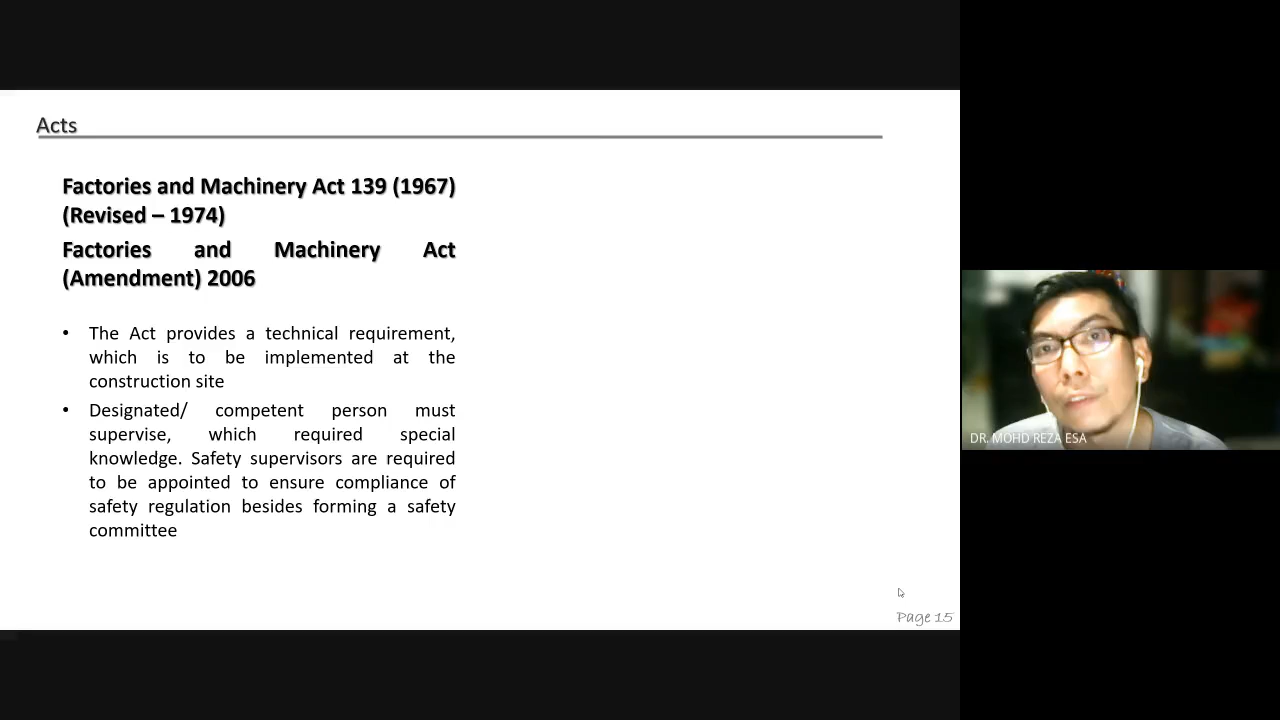 Acts
Factories and Machinery Act 139 (1967)
(Revised – 1974)
Factories and Machinery Act
(Amendment) 2006
• The Act provides a technical requirement,
which is to be implemented at the
construction site
• Designated/ competent person must
supervise, which required special
knowledge. Safety supervisors are required
to be appointed to ensure compliance of
safety regulation besides forming a safety
committee
DR. MOHD REZA ESA
Page 15